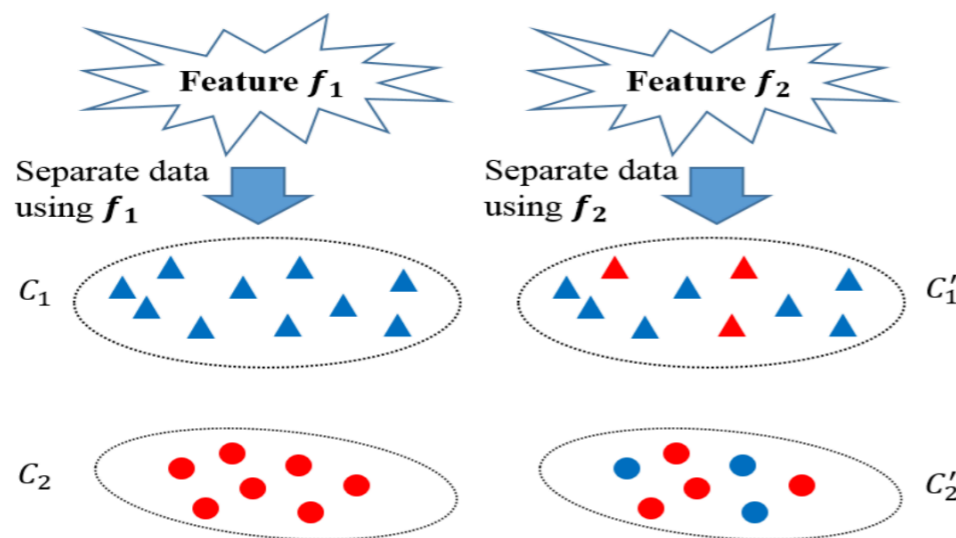 Feature f₁
Feature f₂
Separate data
using f₁
Separate data
using f₂
C₁
C₁′
C₂
C₂′